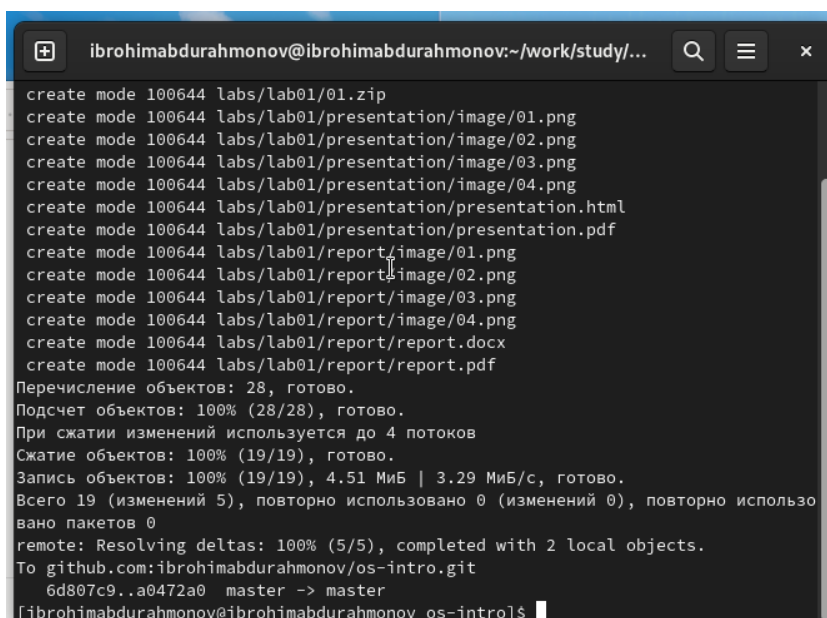 ibrohimabdurahmonov@ibrohimabdurahmonov:~/work/study/...
create mode 100644 labs/lab01/01.zip
create mode 100644 labs/lab01/presentation/image/01.png
create mode 100644 labs/lab01/presentation/image/02.png
create mode 100644 labs/lab01/presentation/image/03.png
create mode 100644 labs/lab01/presentation/image/04.png
create mode 100644 labs/lab01/presentation/presentation.html
create mode 100644 labs/lab01/presentation/presentation.pdf
create mode 100644 labs/lab01/report/image/01.png
create mode 100644 labs/lab01/report/image/02.png
create mode 100644 labs/lab01/report/image/03.png
create mode 100644 labs/lab01/report/image/04.png
create mode 100644 labs/lab01/report/report.docx
create mode 100644 labs/lab01/report/report.pdf
Перечисление объектов: 28, готово.
Подсчет объектов: 100% (28/28), готово.
При сжатии изменений используется до 4 потоков
Сжатие объектов: 100% (19/19), готово.
Запись объектов: 100% (19/19), 4.51 МиБ | 3.29 МиБ/с, готово.
Всего 19 (изменений 5), повторно использовано 0 (изменений 0), повторно использо
вано пакетов 0
remote: Resolving deltas: 100% (5/5), completed with 2 local objects.
To github.com:ibrohimabdurahmonov/os-intro.git
6d807c9..a0472a0  master -> master
[ibrohimabdurahmonov@ibrohimabdurahmonov os-intro]$